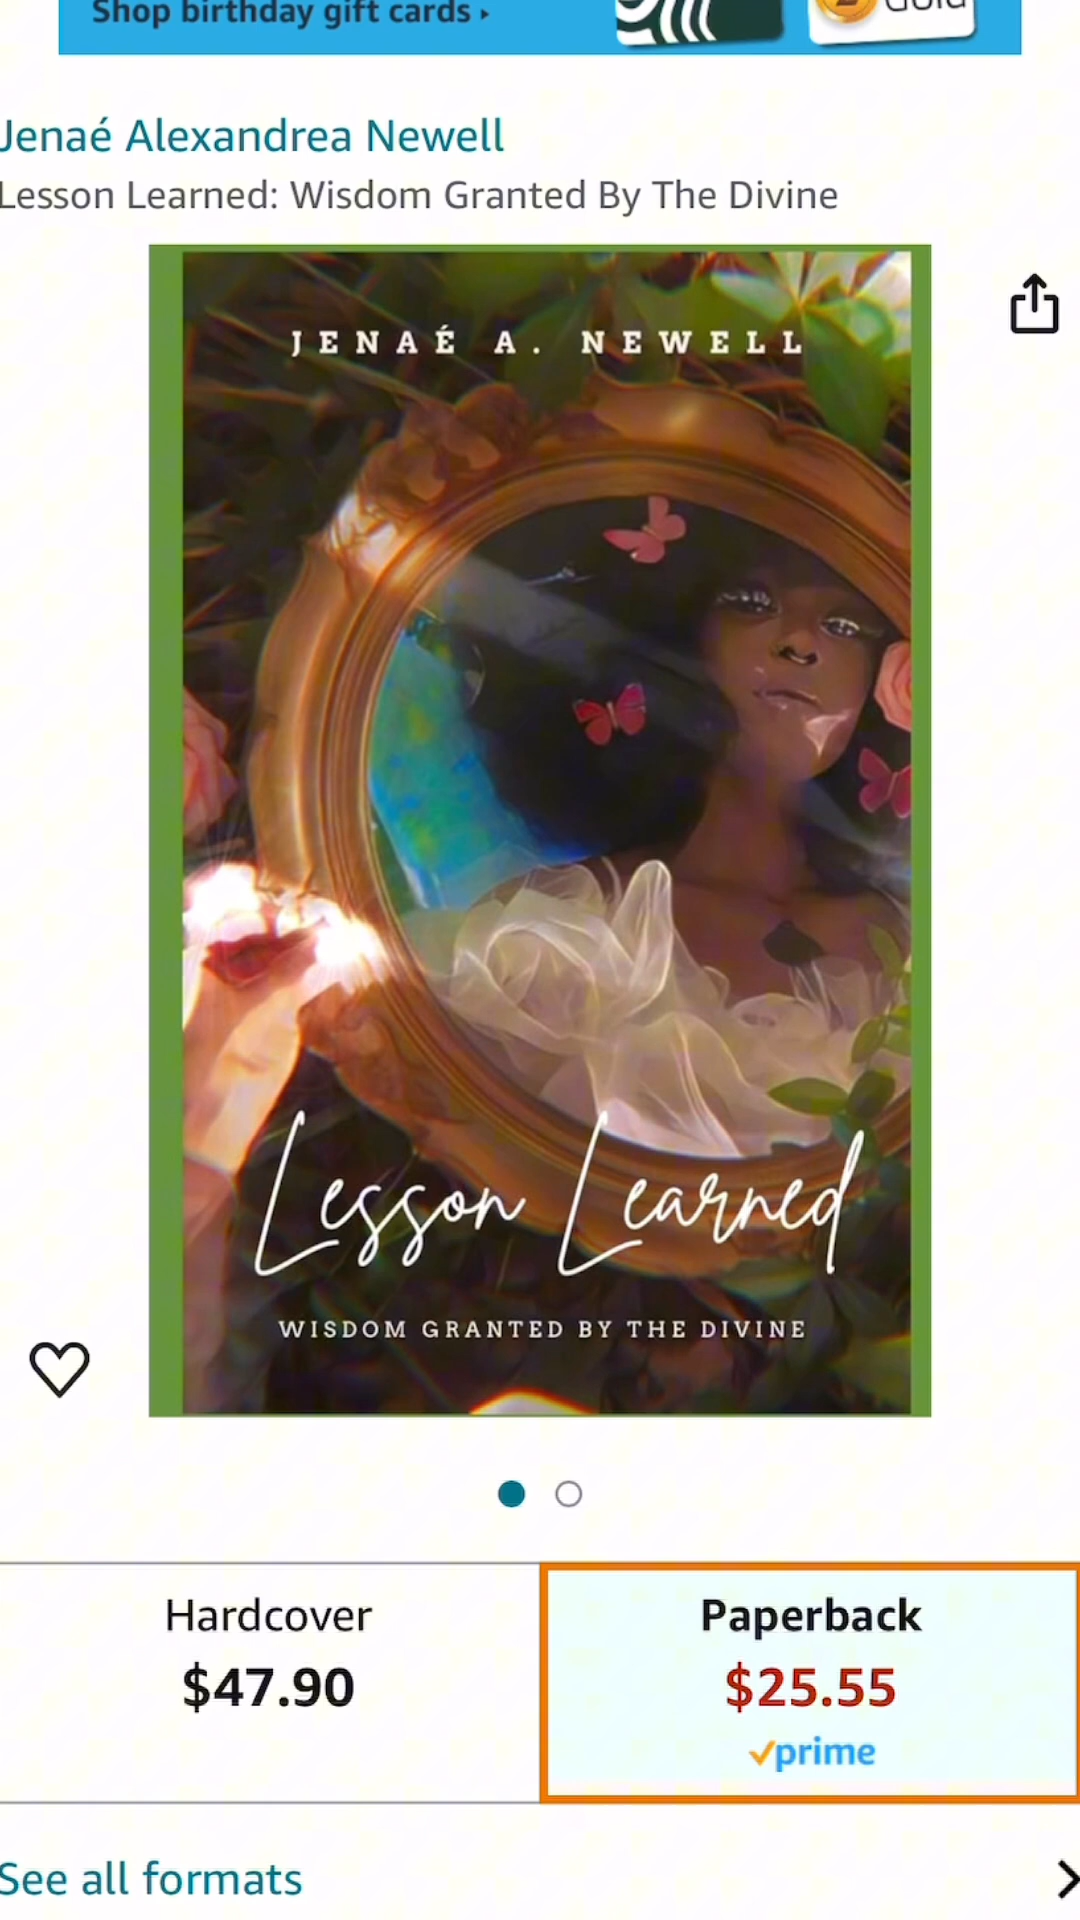 Shop birthday gift cards ▸
Gold
Jenaé Alexandrea Newell
Lesson Learned: Wisdom Granted By The Divine
JENAÉ A. NEWELL
Lesson Learned
WISDOM GRANTED BY THE DIVINE
Hardcover
$47.90
Paperback
$25.55
prime
See all formats